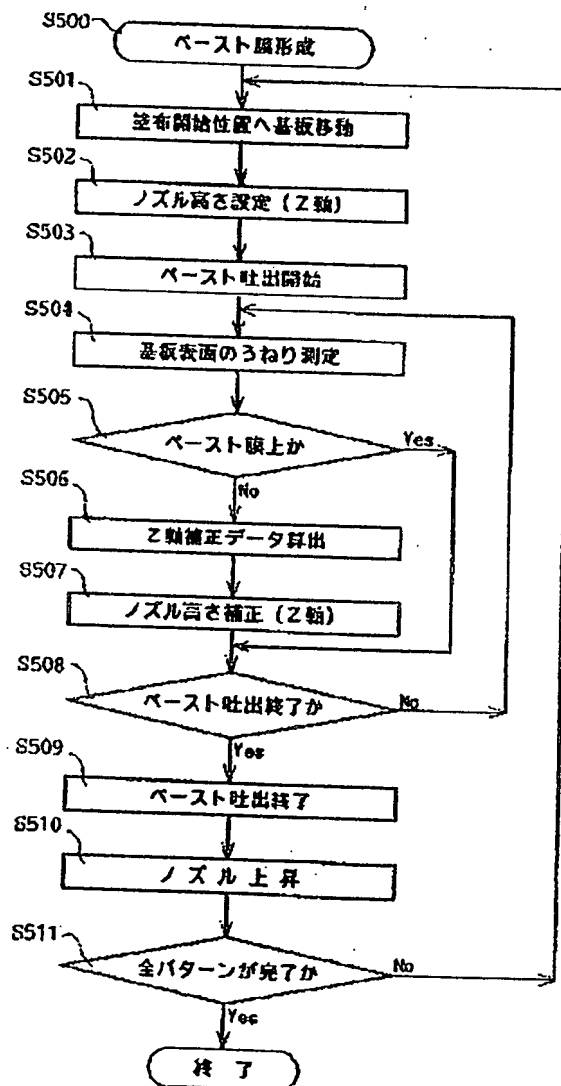 S500
ペースト膜形成
S501
塗布開始位置へ基板移動
S502
ノズル高さ設定（Z軸）
S503
ペースト吐出開始
S504
基板表面のうねり測定
S505
ペースト膜上か
Yes
No
S506
Z軸補正データ算出
S507
ノズル高さ補正（Z軸）
S508
ペースト吐出終了か
No
Yes
S509
ペースト吐出終了
S510
ノズル上昇
S511
全パターンが完了か
No
Yes
終了